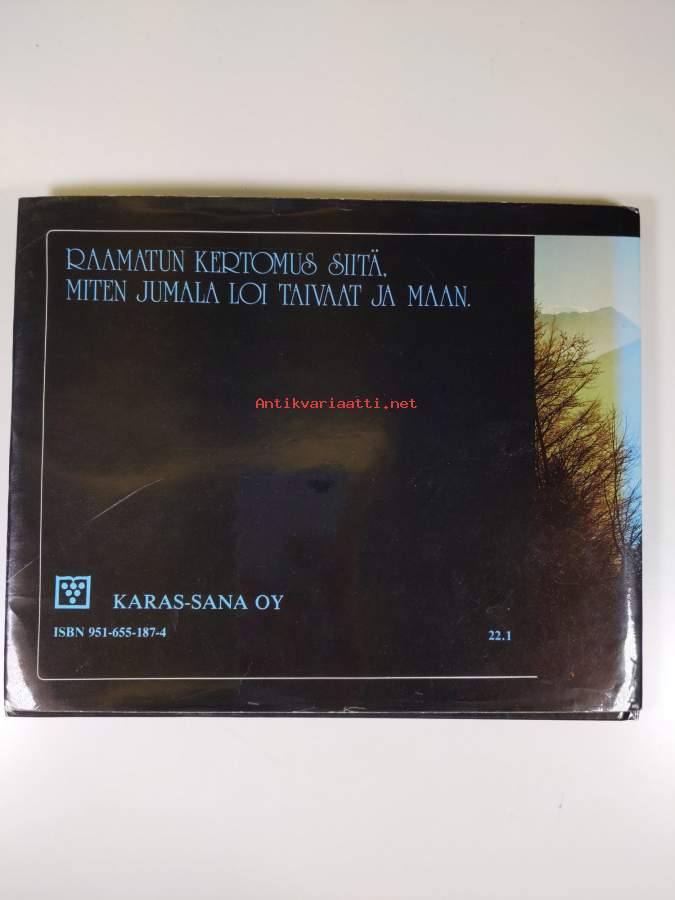 RAAMATUN KERTOMUS SIITÄ,
MITEN JUMALA LOI TAIVAAT JA MAAN.
Antikvariaatti.net
KARAS-SANA OY
ISBN 951-655-187-4
22.1